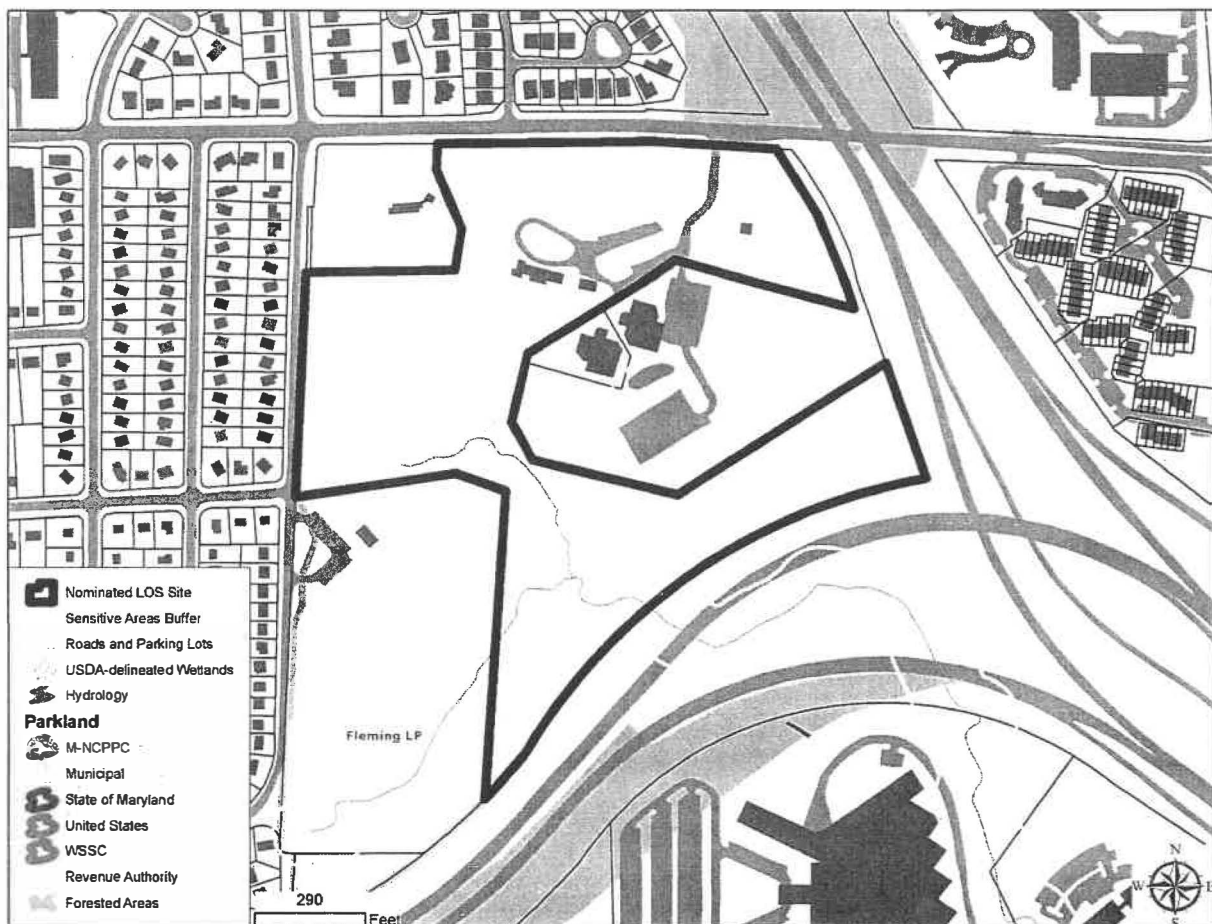 Nominated LOS Site
Sensitive Areas Buffer
Roads and Parking Lots
USDA-delineated Wetlands
Hydrology
Parkland
M-NCPPC
Municipal
State of Maryland
United States
WSSC
Revenue Authority
Forested Areas
Fleming LP
290
Feet
N
W
E
S